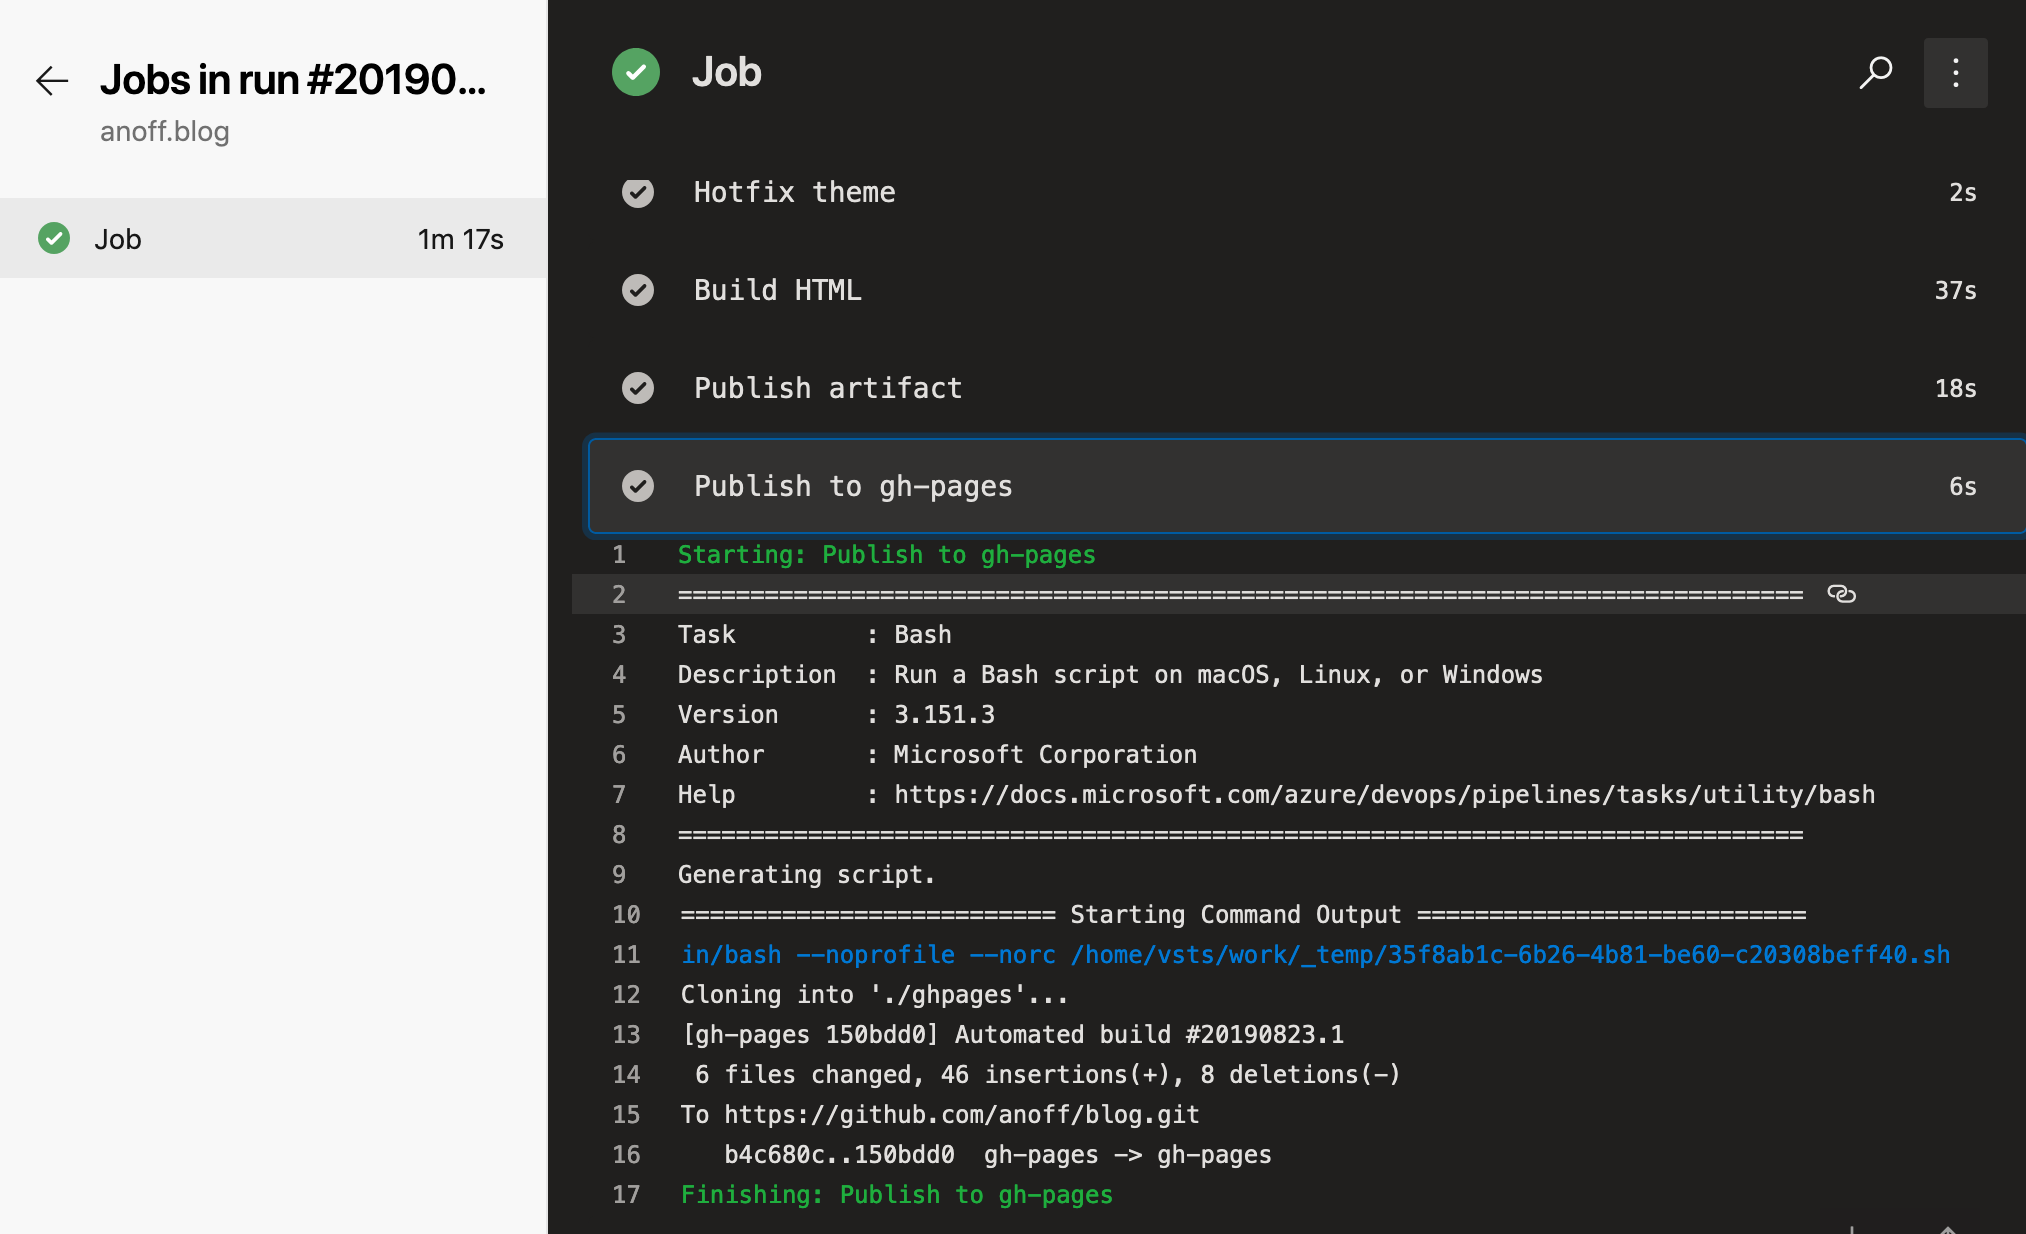 Jobs in run #20190...
anoff.blog
Job 1m 17s
Job
Hotfix theme 2s
Build HTML 37s
Publish artifact 18s
Publish to gh-pages 6s
1 Starting: Publish to gh-pages
2 ==============================================================================
3 Task         : Bash
4 Description  : Run a Bash script on macOS, Linux, or Windows
5 Version      : 3.151.3
6 Author       : Microsoft Corporation
7 Help         : https://docs.microsoft.com/azure/devops/pipelines/tasks/utility/bash
8 ==============================================================================
9 Generating script.
10 ========================== Starting Command Output ===========================
11 in/bash --noprofile --norc /home/vsts/work/_temp/35f8ab1c-6b26-4b81-be60-c20308beff40.sh
12 Cloning into './ghpages'...
13 [gh-pages 150bdd0] Automated build #20190823.1
14  6 files changed, 46 insertions(+), 8 deletions(-)
15 To https://github.com/anoff/blog.git
16    b4c680c..150bdd0  gh-pages -> gh-pages
17 Finishing: Publish to gh-pages